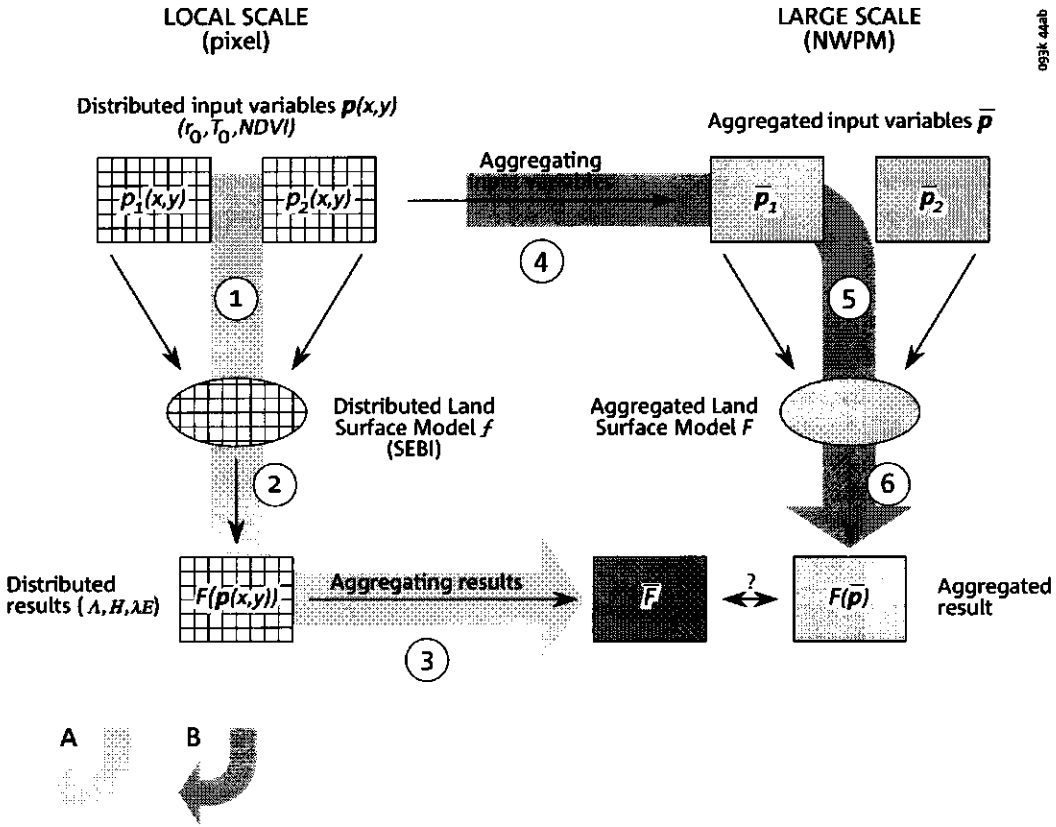 LOCAL SCALE
(pixel)
LARGE SCALE
(NWPM)
093k 44ab
Distributed input variables p(x,y)
(r₀,T₀,NDVI)
Aggregated input variables p̅
p₁(x,y)
p₂(x,y)
Aggregating
input variables
p̅₁
p̅₂
4
1
5
Distributed Land
Surface Model f
(SEBI)
Aggregated Land
Surface Model F
2
6
Distributed
results (Λ,H,λE)
F(p(x,y))
Aggregating results
F̅
?
F(p̅)
Aggregated
result
3
A
B